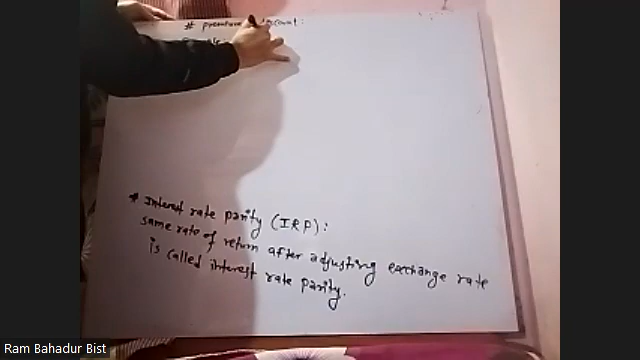 # premium discount:
* Interest rate parity (IRP):
same rate of return after adjusting exchange rate
is called interest rate parity.
Ram Bahadur Bist